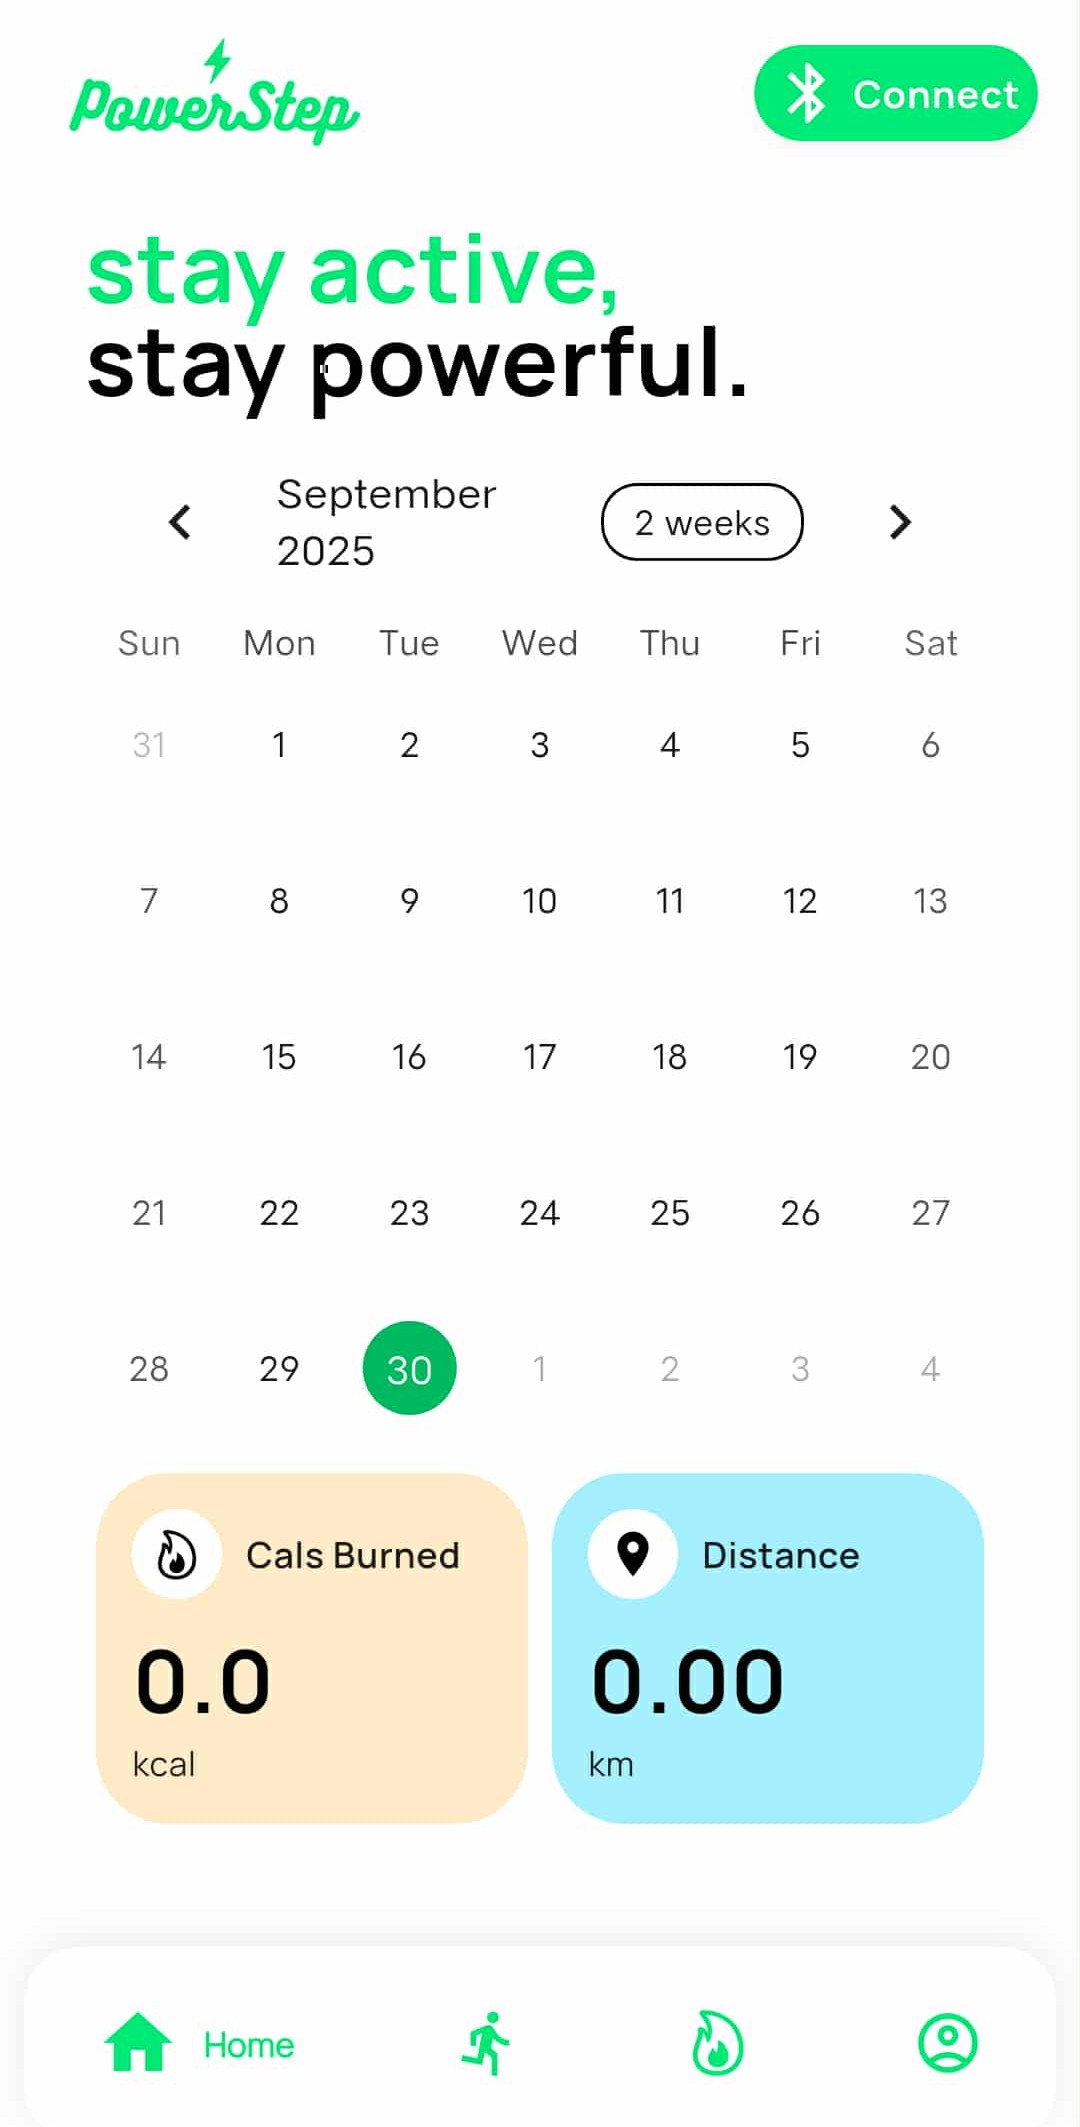 PowerStep
Connect
stay active,
stay powerful.
September
2025
2 weeks
Sun Mon Tue Wed Thu Fri Sat
31 1 2 3 4 5 6
7 8 9 10 11 12 13
14 15 16 17 18 19 20
21 22 23 24 25 26 27
28 29 30 1 2 3 4
Cals Burned
0.0
kcal
Distance
0.00
km
Home